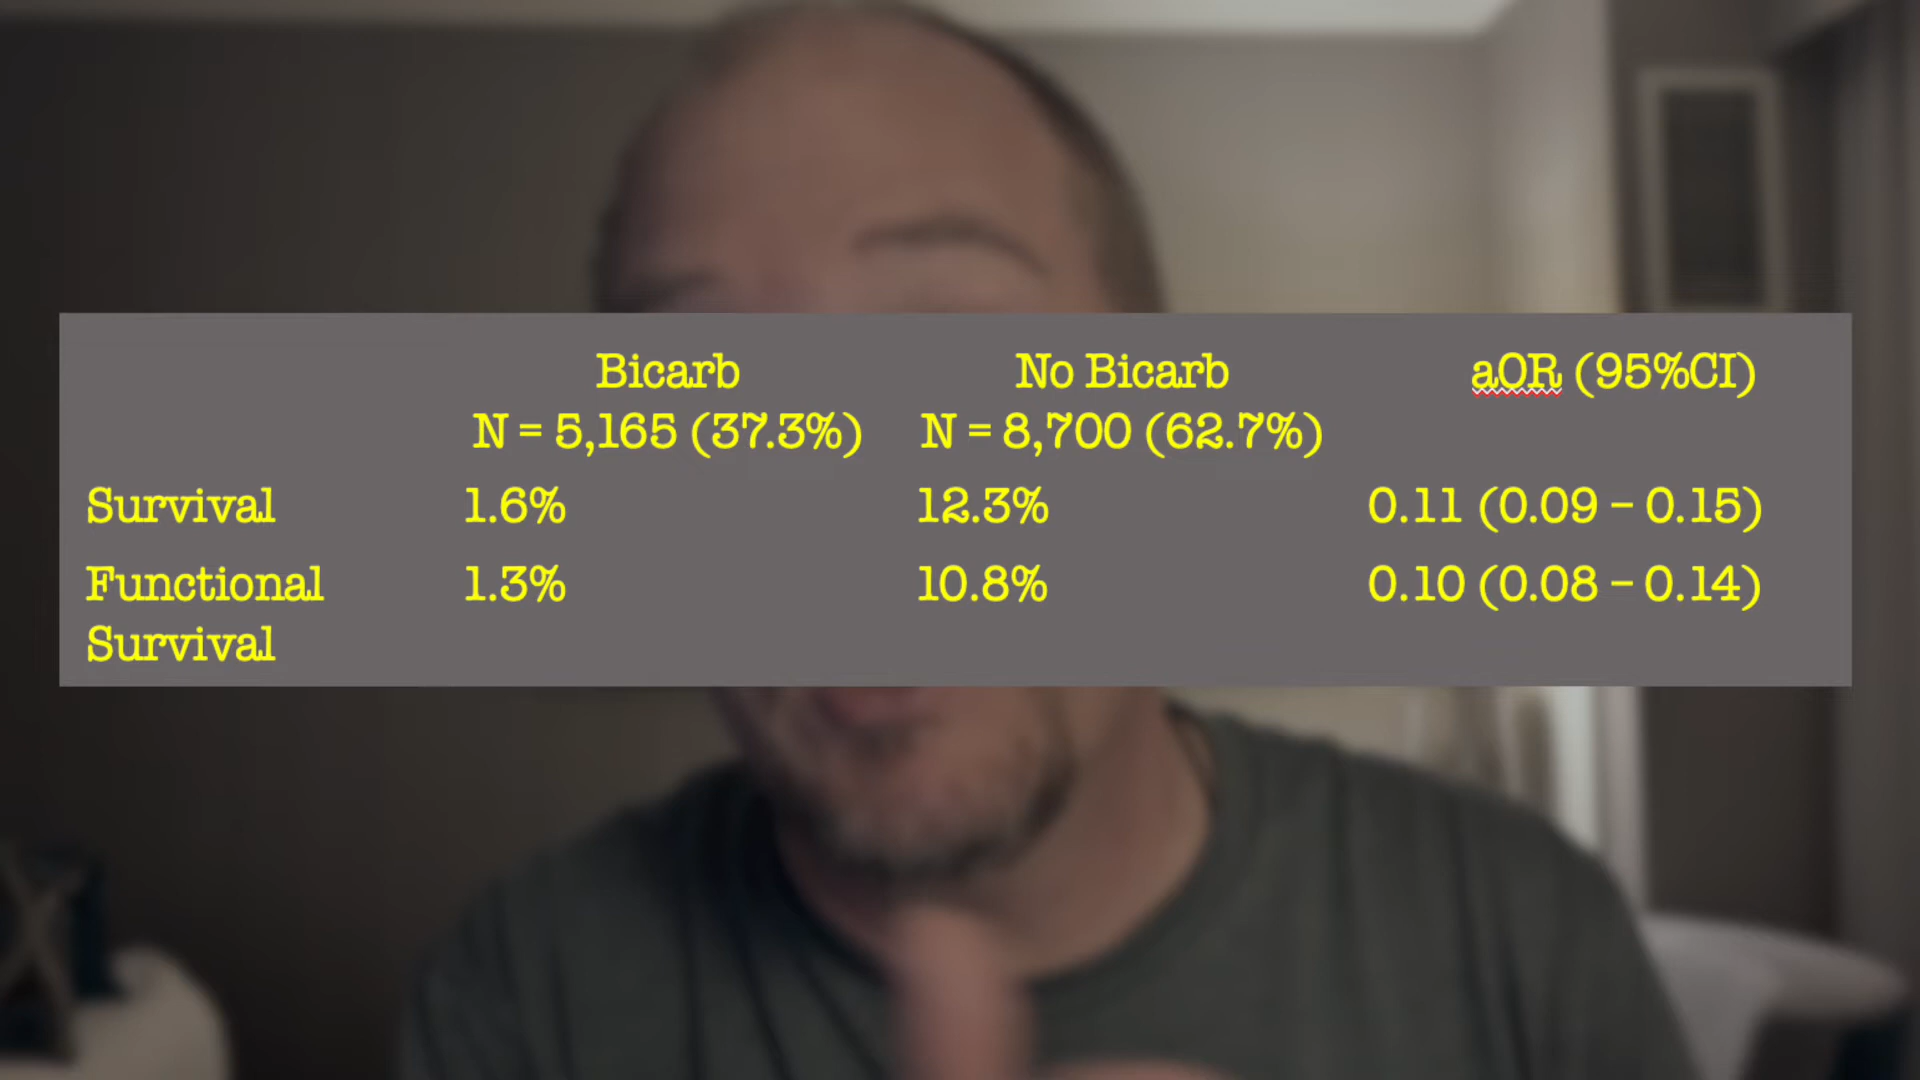 Bicarb No Bicarb aOR (95%CI)
N = 5,165 (37.3%) N = 8,700 (62.7%)
Survival 1.6% 12.3% 0.11 (0.09 – 0.15)
Functional 1.3% 10.8% 0.10 (0.08 – 0.14)
Survival